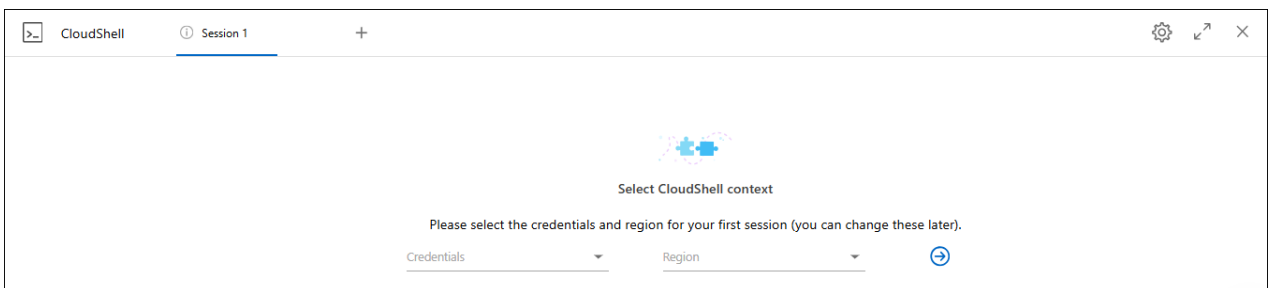 CloudShell
Session 1
Select CloudShell context
Please select the credentials and region for your first session (you can change these later).
Credentials
Region